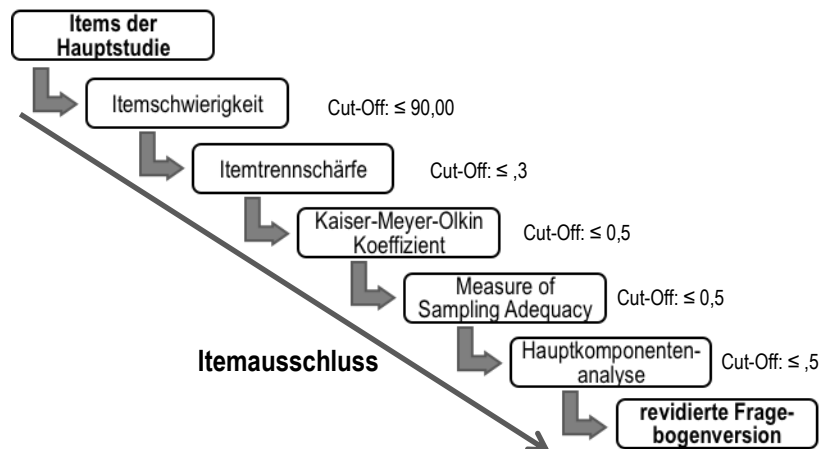 Items der
Hauptstudie
Itemschwierigkeit Cut-Off: ≤ 90,00
Itemtrennschärfe Cut-Off: ≤ ,3
Kaiser-Meyer-Olkin
Koeffizient
Cut-Off: ≤ 0,5
Measure of
Sampling Adequacy
Cut-Off: ≤ 0,5
Hauptkomponenten-
analyse
Cut-Off: ≤ ,5
Itemausschluss
revidierte Frage-
bogenversion